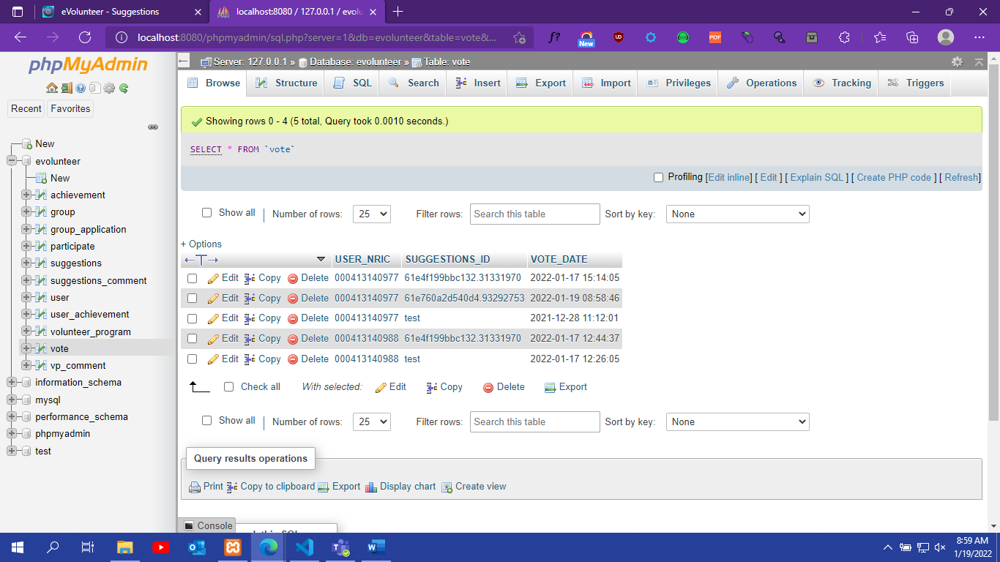 eVolunteer - Suggestions
localhost:8080 / 127.0.0.1 / evolu
localhost:8080/phpmyadmin/sql.php?server=1&db=evolunteer&table=vote&...
f?
New
UD
PDF
phpMyAdmin
Recent
Favorites
New
evolunteer
New
achievement
group
group_application
participate
suggestions
suggestions_comment
user
user_achievement
volunteer_program
vote
vp_comment
information_schema
mysql
performance_schema
phpmyadmin
test
Server: 127.0.0.1 » Database: evolunteer » Table: vote
Browse Structure SQL Search Insert Export Import Privileges Operations Tracking Triggers
Showing rows 0 - 4 (5 total, Query took 0.0010 seconds.)
SELECT * FROM `vote`
Profiling [Edit inline] [ Edit ] [ Explain SQL ] [ Create PHP code ] [ Refresh]
Show all | Number of rows: 25 Filter rows: Search this table Sort by key: None
+ Options
←T→ USER_NRIC SUGGESTIONS_ID VOTE_DATE
Edit Copy Delete 000413140977 61e4f199bbc132.31331970 2022-01-17 15:14:05
Edit Copy Delete 000413140977 61e760a2d540d4.93292753 2022-01-19 08:58:46
Edit Copy Delete 000413140977 test 2021-12-28 11:12:01
Edit Copy Delete 000413140988 61e4f199bbc132.31331970 2022-01-17 12:44:37
Edit Copy Delete 000413140988 test 2022-01-17 12:26:05
Check all With selected: Edit Copy Delete Export
Show all | Number of rows: 25 Filter rows: Search this table Sort by key: None
Query results operations
Print Copy to clipboard Export Display chart Create view
Console
8:59 AM
1/19/2022